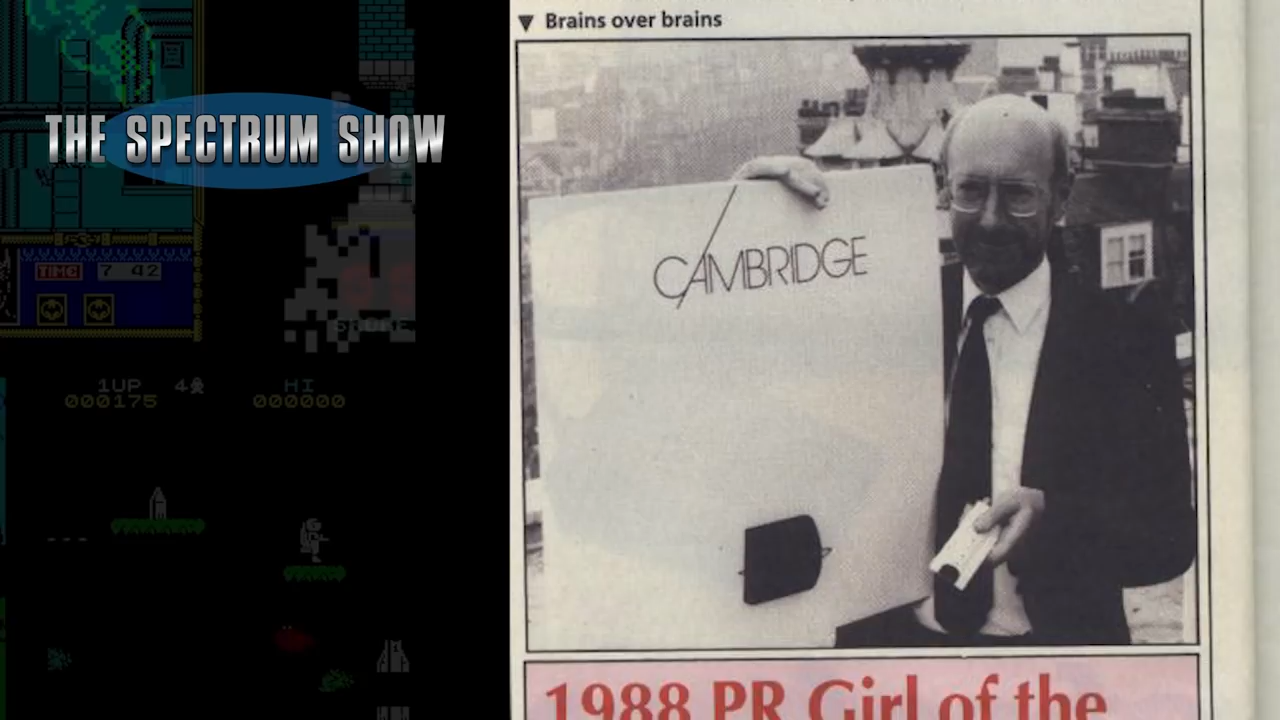 THE SPECTRUM SHOW
TIME 7 42
SCORE
1UP 4 HI
000175 000000
▼ Brains over brains
CAMBRIDGE
1988 PR Girl of the